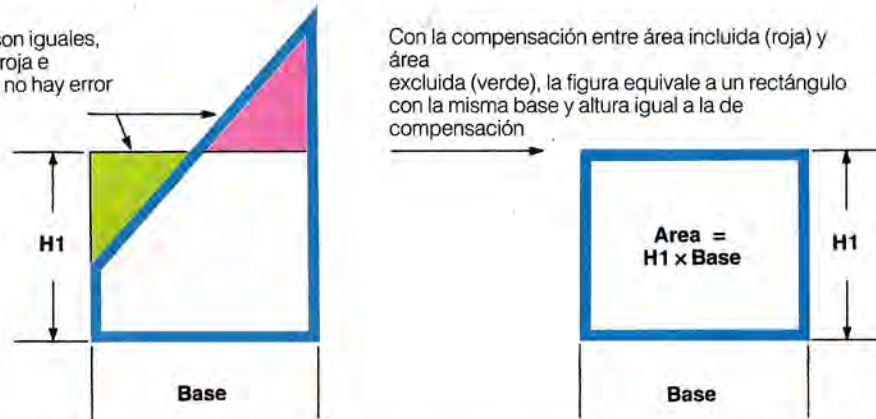 son iguales,
roja e
no hay error
Con la compensación entre área incluida (roja) y
área
excluida (verde), la figura equivale a un rectángulo
con la misma base y altura igual a la de
compensación
H1
Area =
H1 × Base
H1
Base
Base